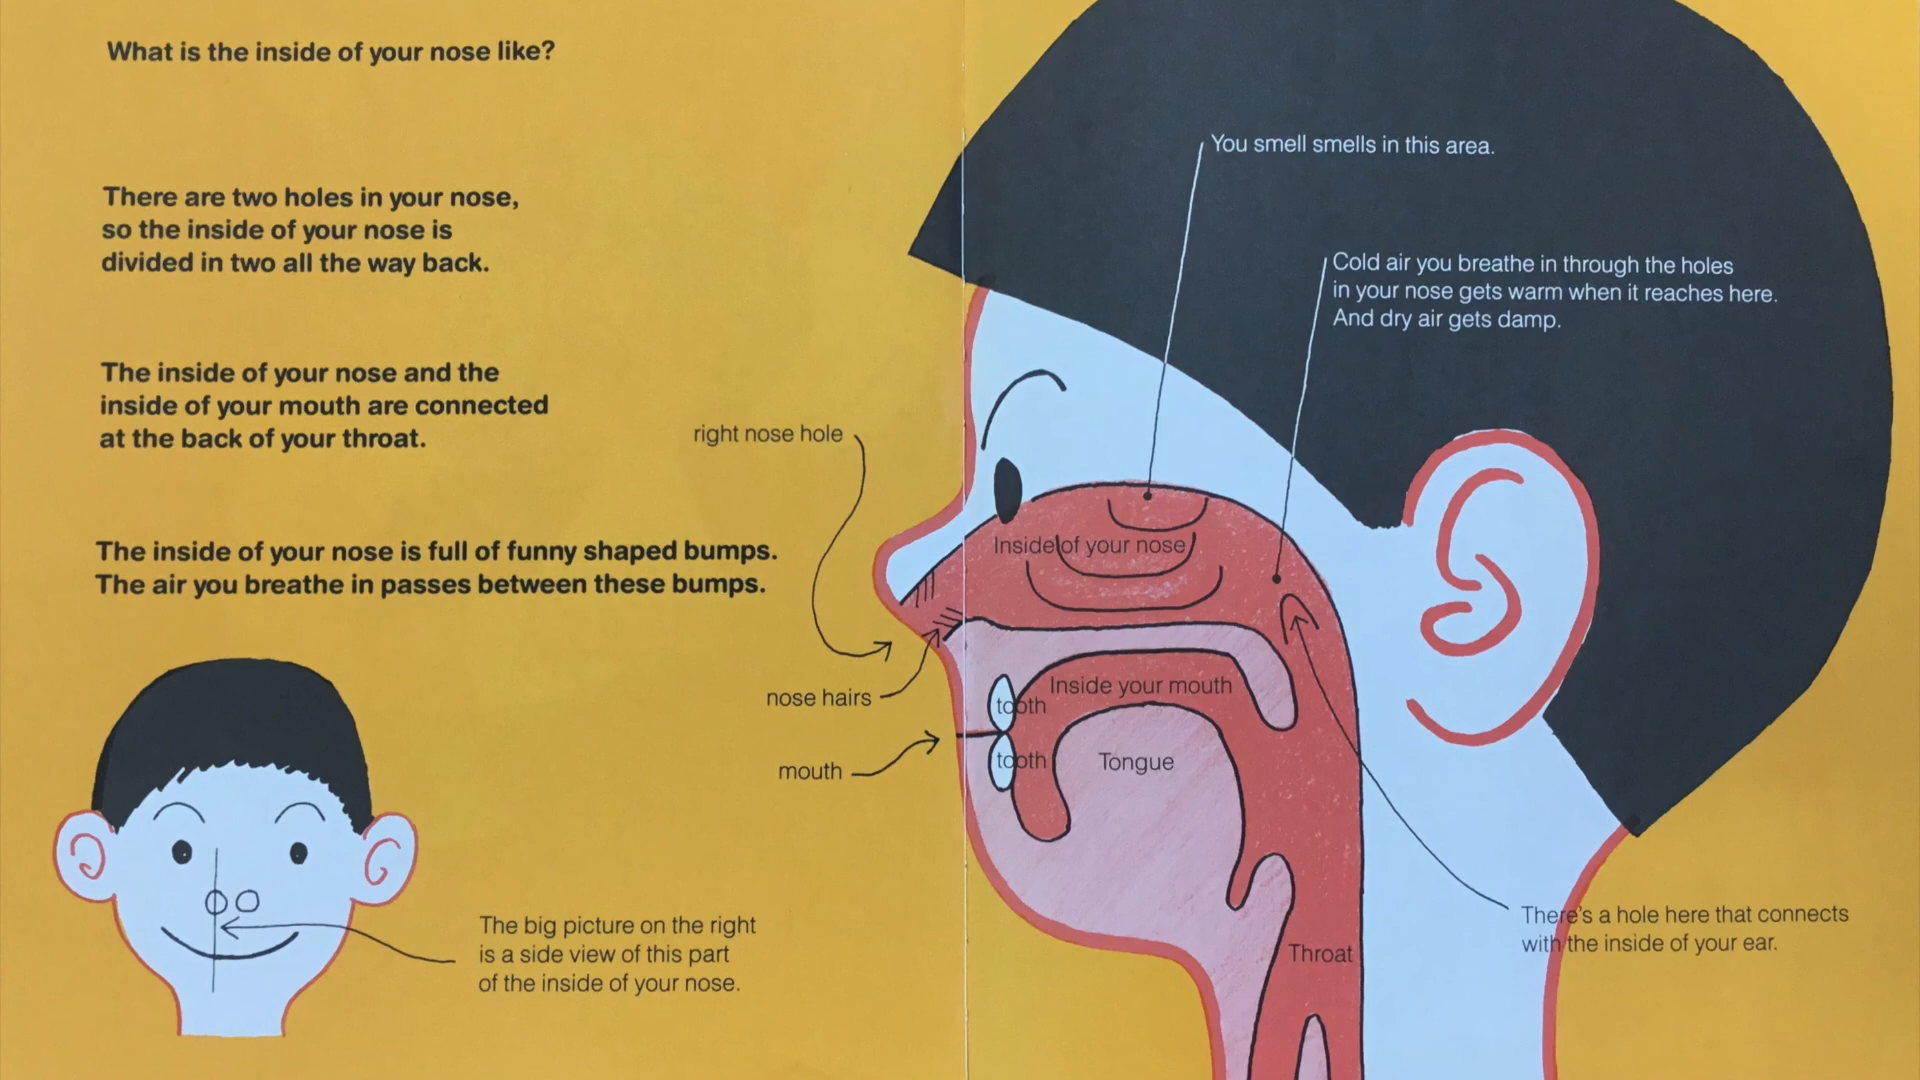 What is the inside of your nose like?
There are two holes in your nose,
so the inside of your nose is
divided in two all the way back.
The inside of your nose and the
inside of your mouth are connected
at the back of your throat.
The inside of your nose is full of funny shaped bumps.
The air you breathe in passes between these bumps.
The big picture on the right
is a side view of this part
of the inside of your nose.
right nose hole
nose hairs
mouth
You smell smells in this area.
Cold air you breathe in through the holes
in your nose gets warm when it reaches here.
And dry air gets damp.
Inside of your nose
Inside your mouth
tooth
tooth
Tongue
Throat
There's a hole here that connects
with the inside of your ear.